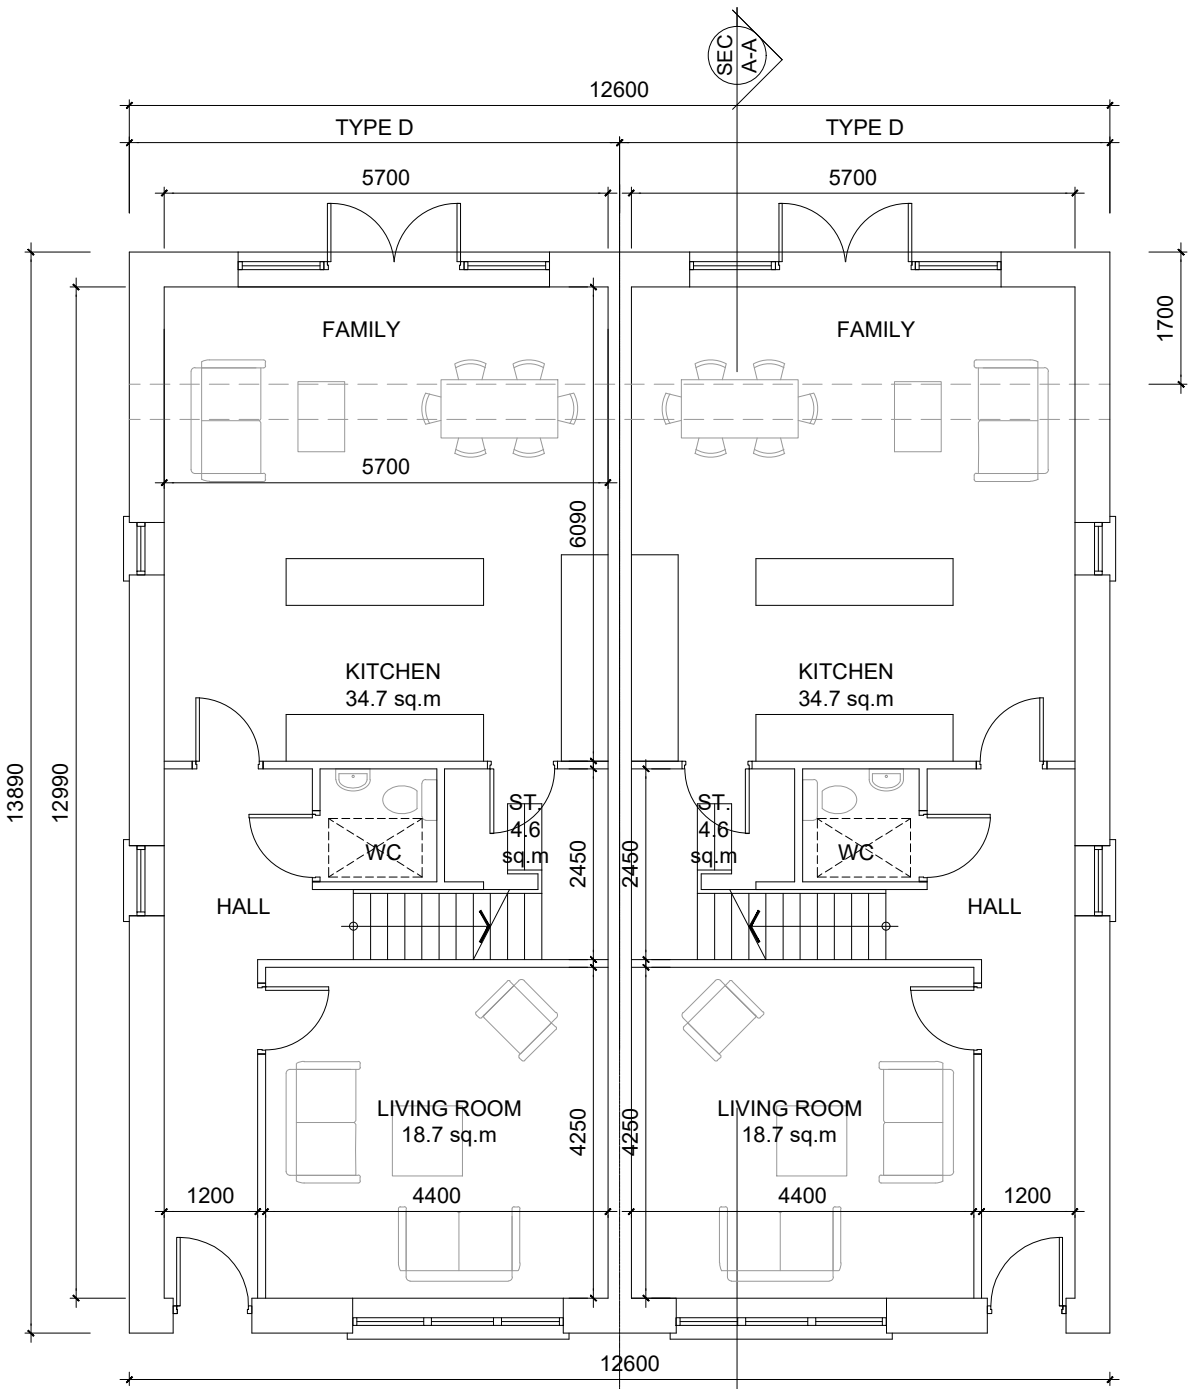 SEC
A-A
12600
TYPE D
TYPE D
5700
5700
1700
FAMILY
FAMILY
5700
6090
KITCHEN
34.7 sq.m
KITCHEN
34.7 sq.m
13890
12990
ST.
4.6
sq.m
ST.
4.6
sq.m
WC
WC
2450
2450
HALL
HALL
LIVING ROOM
18.7 sq.m
LIVING ROOM
18.7 sq.m
4250
4250
1200
4400
4400
1200
12600